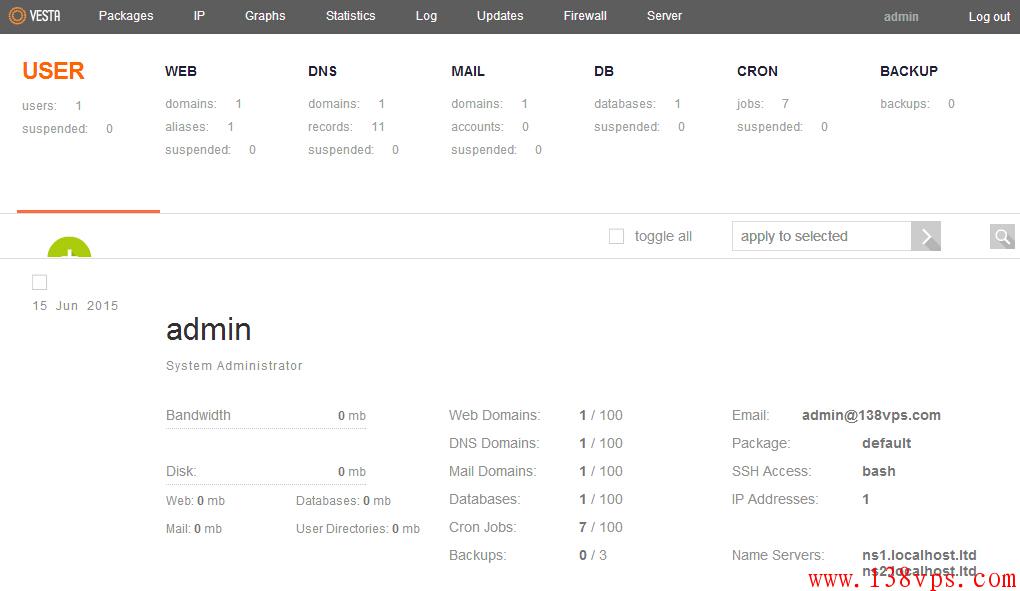 VESTA Packages IP Graphs Statistics Log Updates Firewall Server admin Log out
USER WEB DNS MAIL DB CRON BACKUP
users: 1 domains: 1 domains: 1 domains: 1 databases: 1 jobs: 7 backups: 0
suspended: 0 aliases: 1 records: 11 accounts: 0 suspended: 0 suspended: 0
suspended: 0 suspended: 0 suspended: 0
toggle all apply to selected
15 Jun 2015
admin
System Administrator
Bandwidth 0 mb Web Domains: 1 / 100 Email: admin@138vps.com
DNS Domains: 1 / 100 Package: default
Disk: 0 mb Mail Domains: 1 / 100 SSH Access: bash
Web: 0 mb Databases: 0 mb Databases: 1 / 100 IP Addresses: 1
Mail: 0 mb User Directories: 0 mb Cron Jobs: 7 / 100
Backups: 0 / 3 Name Servers: ns1.localhost.ltd
ns2.localhost.ltd
www.138vps.com